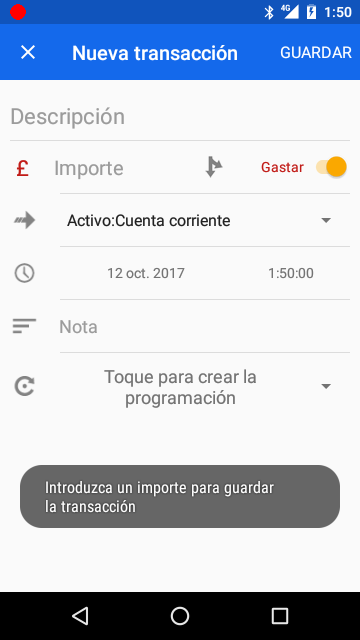 4G 1:50
Nueva transacción GUARDAR
Descripción
£ Importe Gastar
Activo:Cuenta corriente
12 oct. 2017 1:50:00
Nota
Toque para crear la
programación
Introduzca un importe para guardar
la transacción